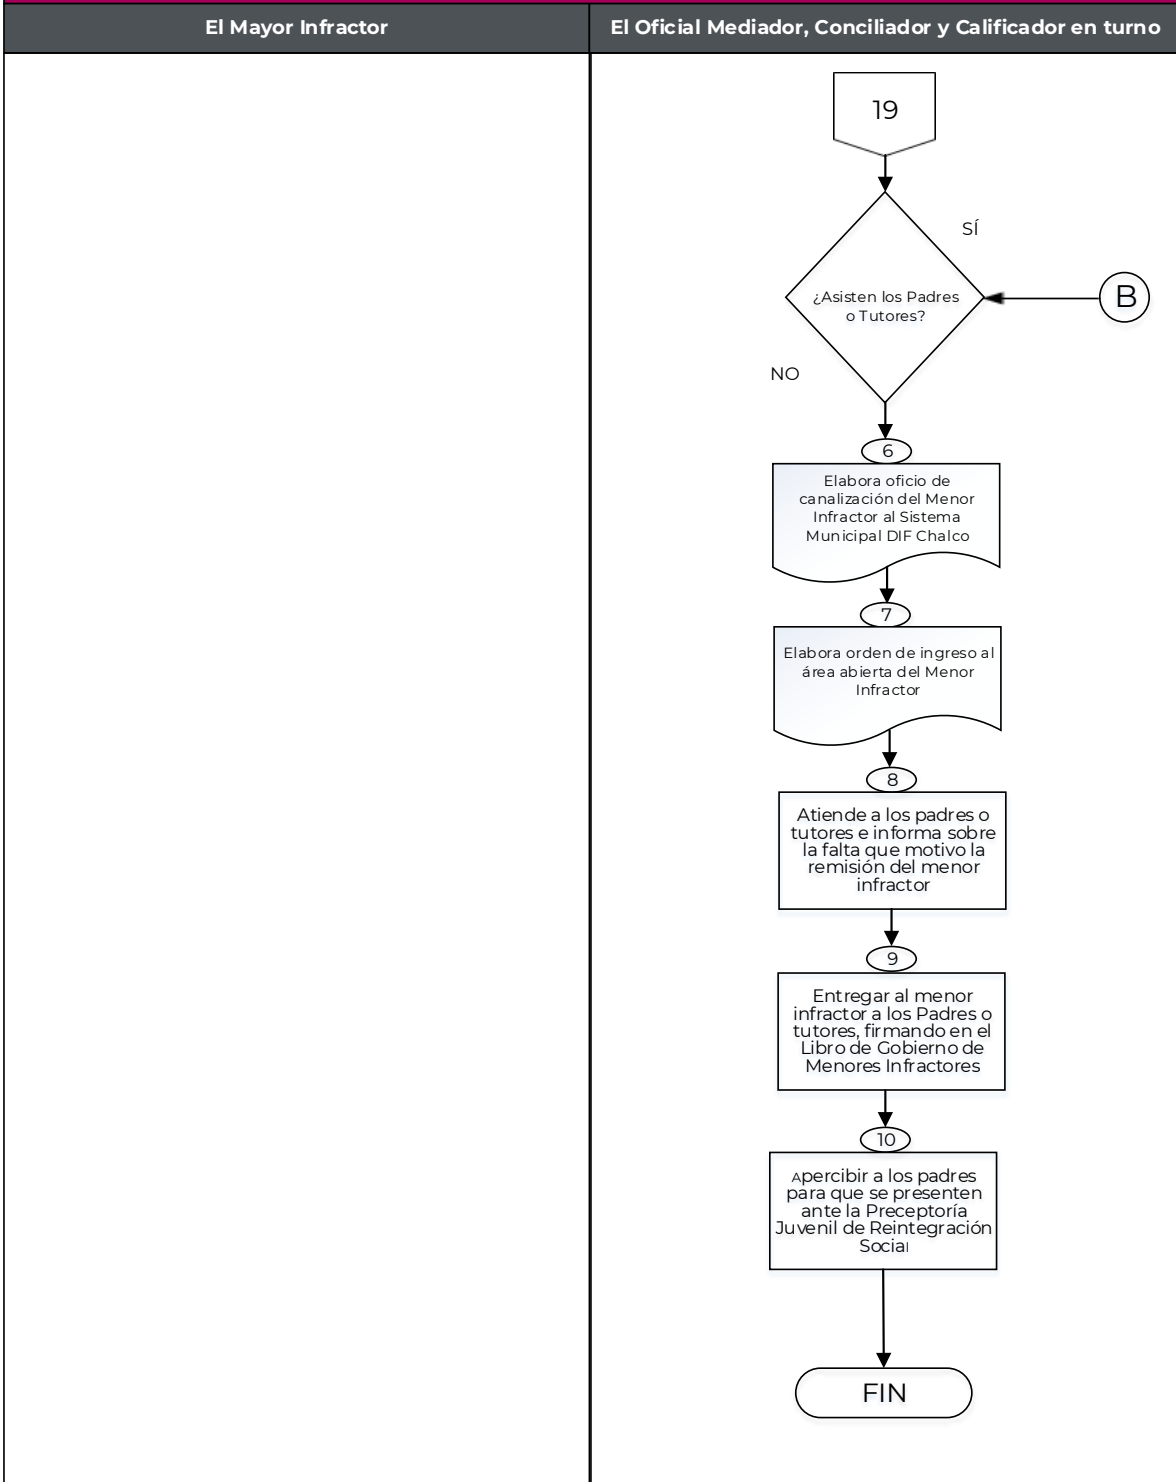 El Mayor Infractor
El Oficial Mediador, Conciliador y Calificador en turno
19
SÍ
¿Asisten los Padres
o Tutores?
B
NO
6
Elabora oficio de
canalización del Menor
Infractor al Sistema
Municipal DIF Chalco
7
Elabora orden de ingreso al
área abierta del Menor
Infractor
8
Atiende a los padres o
tutores e informa sobre
la falta que motivo la
remisión del menor
infractor
9
Entregar al menor
infractor a los Padres o
tutores, firmando en el
Libro de Gobierno de
Menores Infractores
10
Apercibir a los padres
para que se presenten
ante la Preceptoría
Juvenil de Reintegración
Social
FIN